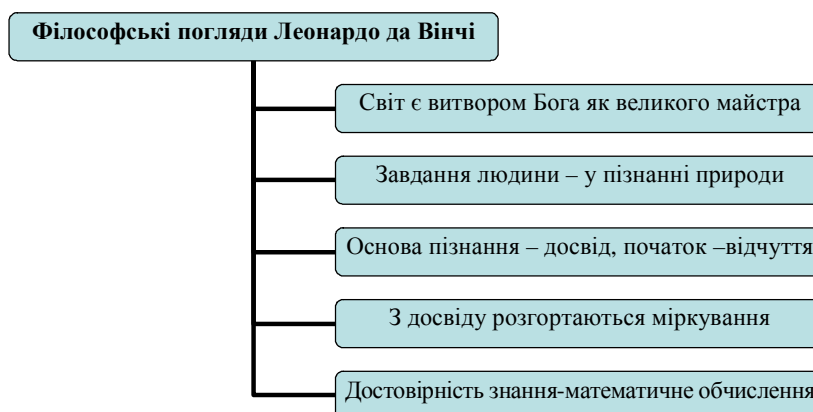 Філософські погляди Леонардо да Вінчі
Світ є витвором Бога як великого майстра
Завдання людини – у пізнанні природи
Основа пізнання – досвід, початок –відчуття
З досвіду розгортаються міркування
Достовірність знання-математичне обчислення